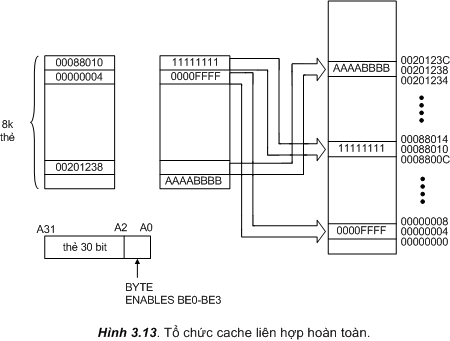 00088010
00000004
00201238
8k
thẻ
11111111
0000FFFF
AAAABBBB
AAAABBBB
11111111
0000FFFF
0020123C
00201238
00201234
00088014
00088010
0008800C
00000008
00000004
00000000
A31 A2 A0
thẻ 30 bit
BYTE
ENABLES BE0-BE3
Hình 3.13. Tổ chức cache liên hợp hoàn toàn.